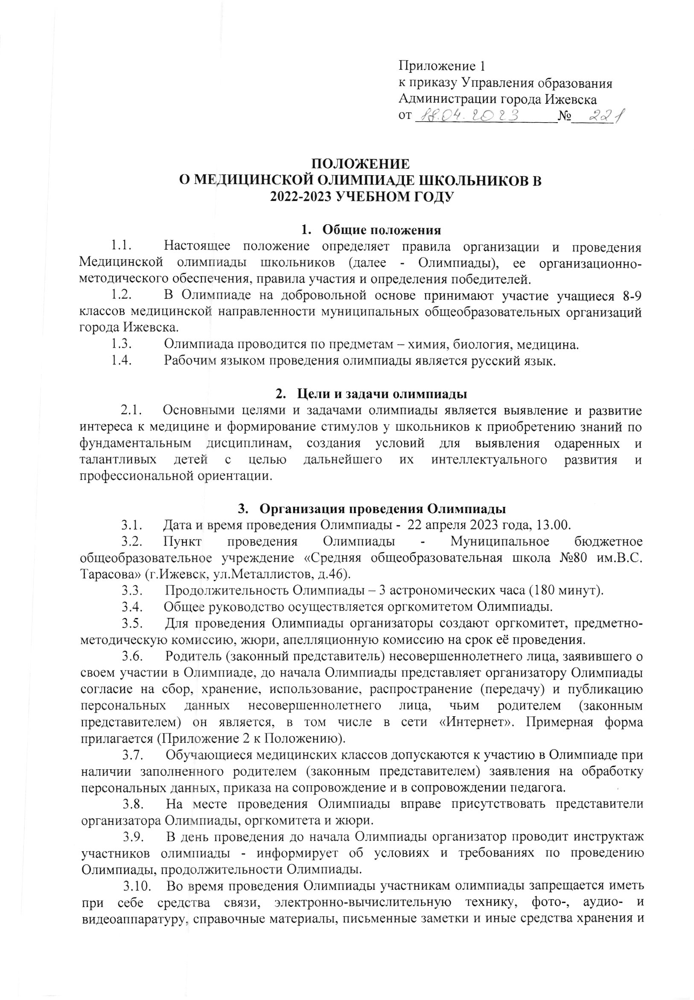 Приложение 1
к приказу Управления образования
Администрации города Ижевска
от 18.04.2023 № 221
ПОЛОЖЕНИЕ
О МЕДИЦИНСКОЙ ОЛИМПИАДЕ ШКОЛЬНИКОВ В
2022-2023 УЧЕБНОМ ГОДУ
1. Общие положения
1.1. Настоящее положение определяет правила организации и проведения
Медицинской олимпиады школьников (далее - Олимпиады), ее организационно-
методического обеспечения, правила участия и определения победителей.
1.2. В Олимпиаде на добровольной основе принимают участие учащиеся 8-9
классов медицинской направленности муниципальных общеобразовательных организаций
города Ижевска.
1.3. Олимпиада проводится по предметам – химия, биология, медицина.
1.4. Рабочим языком проведения олимпиады является русский язык.
2. Цели и задачи олимпиады
2.1. Основными целями и задачами олимпиады является выявление и развитие
интереса к медицине и формирование стимулов у школьников к приобретению знаний по
фундаментальным дисциплинам, создания условий для выявления одаренных и
талантливых детей с целью дальнейшего их интеллектуального развития и
профессиональной ориентации.
3. Организация проведения Олимпиады
3.1. Дата и время проведения Олимпиады - 22 апреля 2023 года, 13.00.
3.2. Пункт проведения Олимпиады - Муниципальное бюджетное
общеобразовательное учреждение «Средняя общеобразовательная школа №80 им.В.С.
Тарасова» (г.Ижевск, ул.Металлистов, д.46).
3.3. Продолжительность Олимпиады – 3 астрономических часа (180 минут).
3.4. Общее руководство осуществляется оргкомитетом Олимпиады.
3.5. Для проведения Олимпиады организаторы создают оргкомитет, предметно-
методическую комиссию, жюри, апелляционную комиссию на срок её проведения.
3.6. Родитель (законный представитель) несовершеннолетнего лица, заявившего о
своем участии в Олимпиаде, до начала Олимпиады представляет организатору Олимпиады
согласие на сбор, хранение, использование, распространение (передачу) и публикацию
персональных данных несовершеннолетнего лица, чьим родителем (законным
представителем) он является, в том числе в сети «Интернет». Примерная форма
прилагается (Приложение 2 к Положению).
3.7. Обучающиеся медицинских классов допускаются к участию в Олимпиаде при
наличии заполненного родителем (законным представителем) заявления на обработку
персональных данных, приказа на сопровождение и в сопровождении педагога.
3.8. На месте проведения Олимпиады вправе присутствовать представители
организатора Олимпиады, оргкомитета и жюри.
3.9. В день проведения до начала Олимпиады организатор проводит инструктаж
участников олимпиады - информирует об условиях и требованиях по проведению
Олимпиады, продолжительности Олимпиады.
3.10. Во время проведения Олимпиады участникам олимпиады запрещается иметь
при себе средства связи, электронно-вычислительную технику, фото-, аудио- и
видеоаппаратуру, справочные материалы, письменные заметки и иные средства хранения и